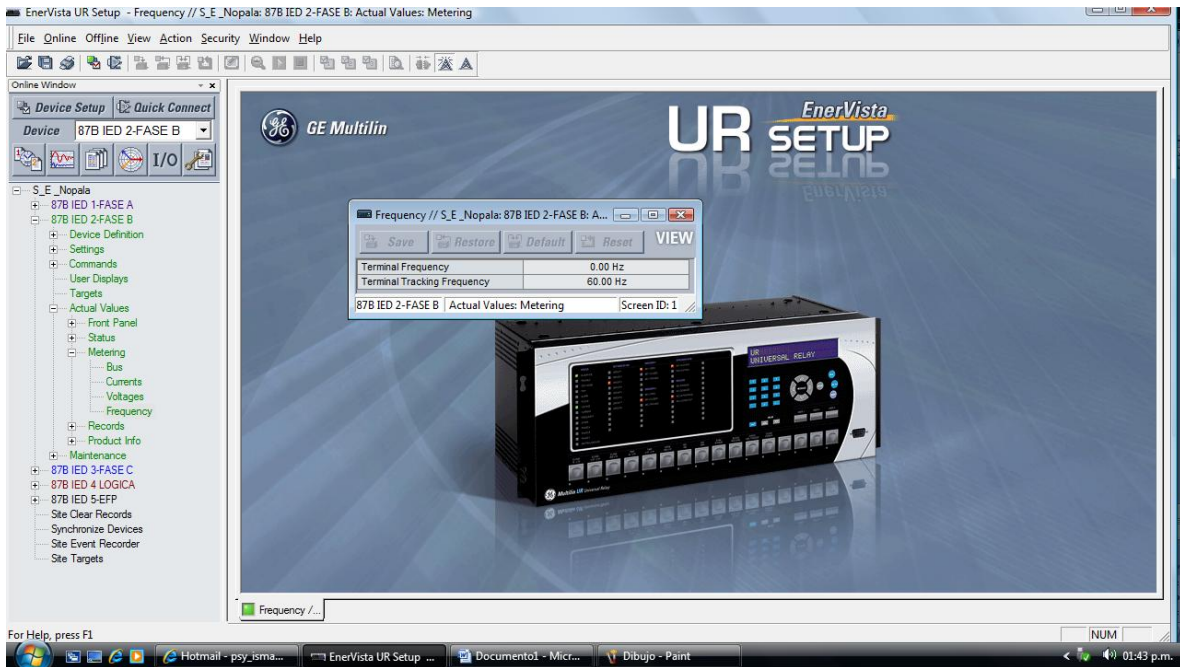 EnerVista UR Setup - Frequency // S_E_Nopala: 87B IED 2-FASE B: Actual Values: Metering
File Online Offline View Action Security Window Help
Online Window
Device Setup Quick Connect
Device 87B IED 2-FASE B
I/O
S_E_Nopala
87B IED 1-FASE A
87B IED 2-FASE B
Device Definition
Settings
Commands
User Displays
Targets
Actual Values
Front Panel
Status
Metering
Bus
Currents
Voltages
Frequency
Records
Product Info
Maintenance
87B IED 3-FASE C
87B IED 4 LOGICA
87B IED 5-EFP
Site Clear Records
Synchronize Devices
Site Event Recorder
Site Targets
GE Multilin
EnerVista
UR SETUP
Frequency // S_E_Nopala: 87B IED 2-FASE B: A...
Save Restore Default Reset VIEW
Terminal Frequency 0.00 Hz
Terminal Tracking Frequency 60.00 Hz
87B IED 2-FASE B Actual Values: Metering Screen ID: 1
UR
UNIVERSAL RELAY
Multilin UR Universal Relay
Frequency /...
For Help, press F1
NUM
Hotmail - psy_isma...
EnerVista UR Setup ...
Documento1 - Micr...
Dibujo - Paint
01:43 p.m.